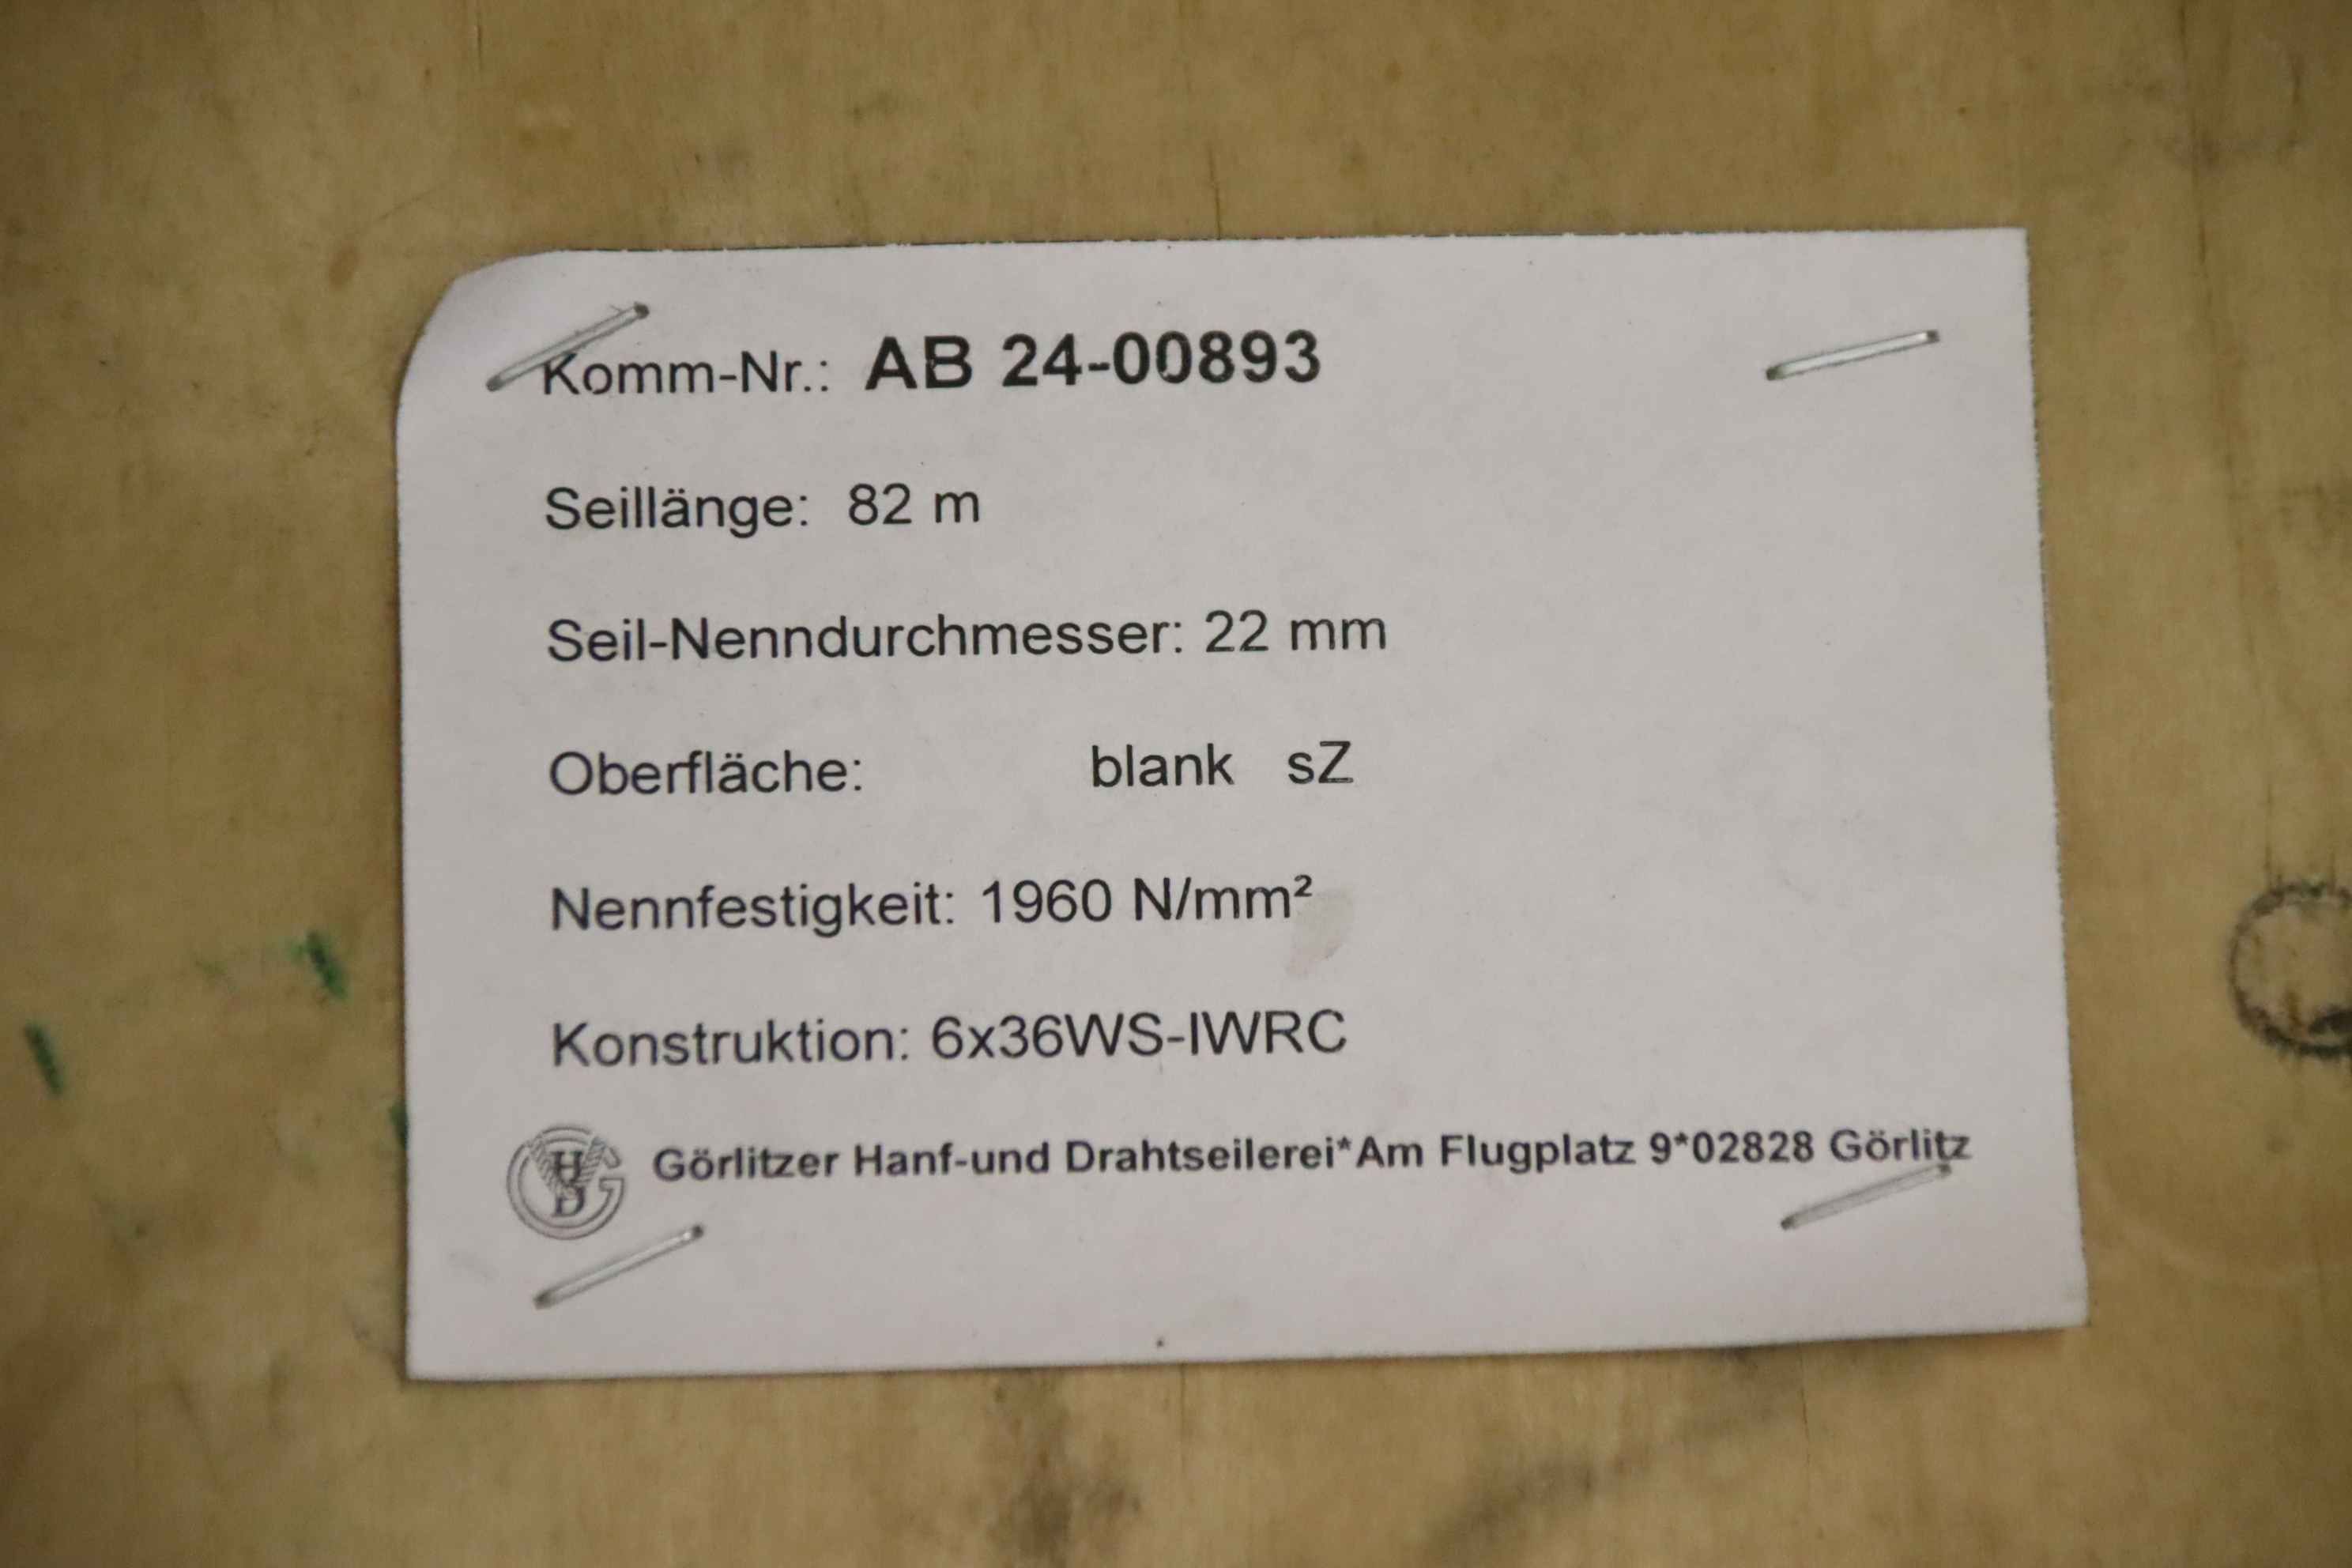 Komm-Nr.: AB 24-00893
Seillänge: 82 m
Seil-Nenndurchmesser: 22 mm
Oberfläche: blank sZ
Nennfestigkeit: 1960 N/mm²
Konstruktion: 6x36WS-IWRC
GHD Görlitzer Hanf-und Drahtseilerei*Am Flugplatz 9*02828 Görlitz